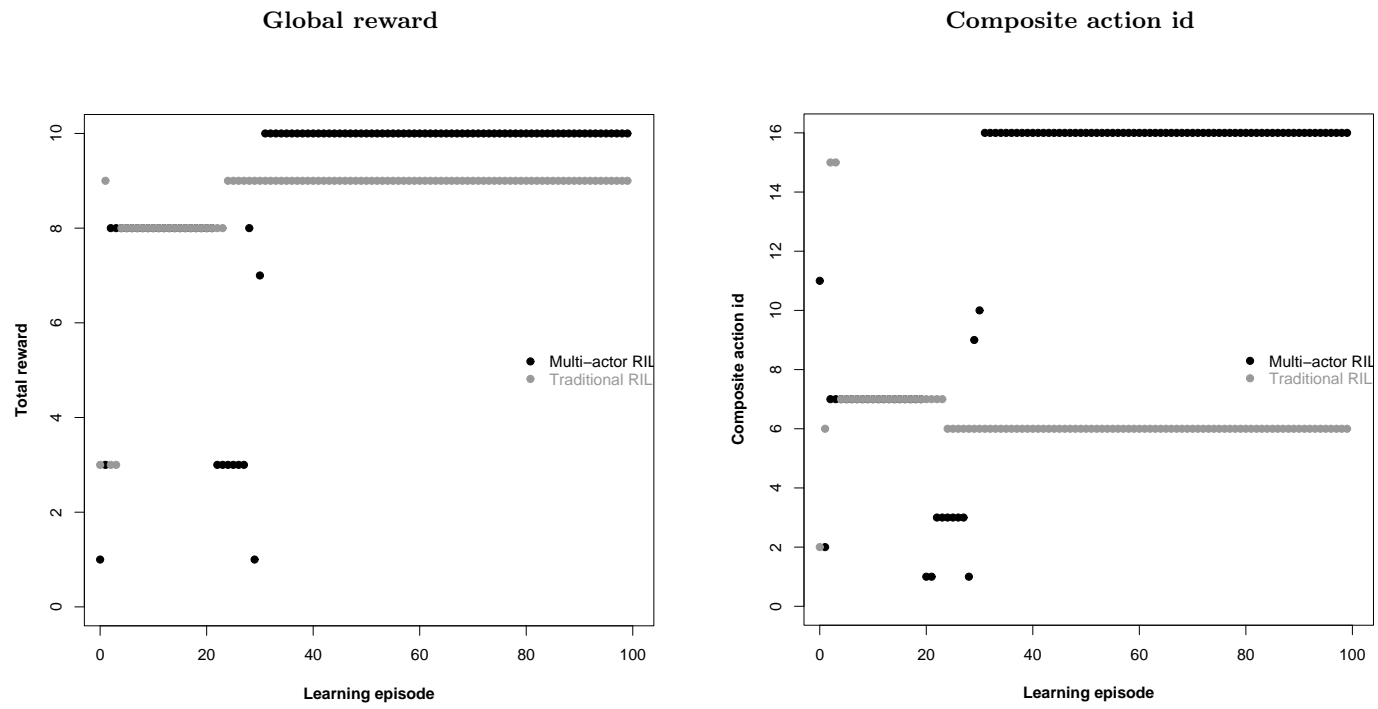 Global reward
Total reward
10
8
6
4
2
0
Multi−actor RIL
Traditional RIL
0 20 40 60 80 100
Learning episode
Composite action id
Composite action id
16
14
12
10
8
6
4
2
0
Multi−actor RIL
Traditional RIL
0 20 40 60 80 100
Learning episode